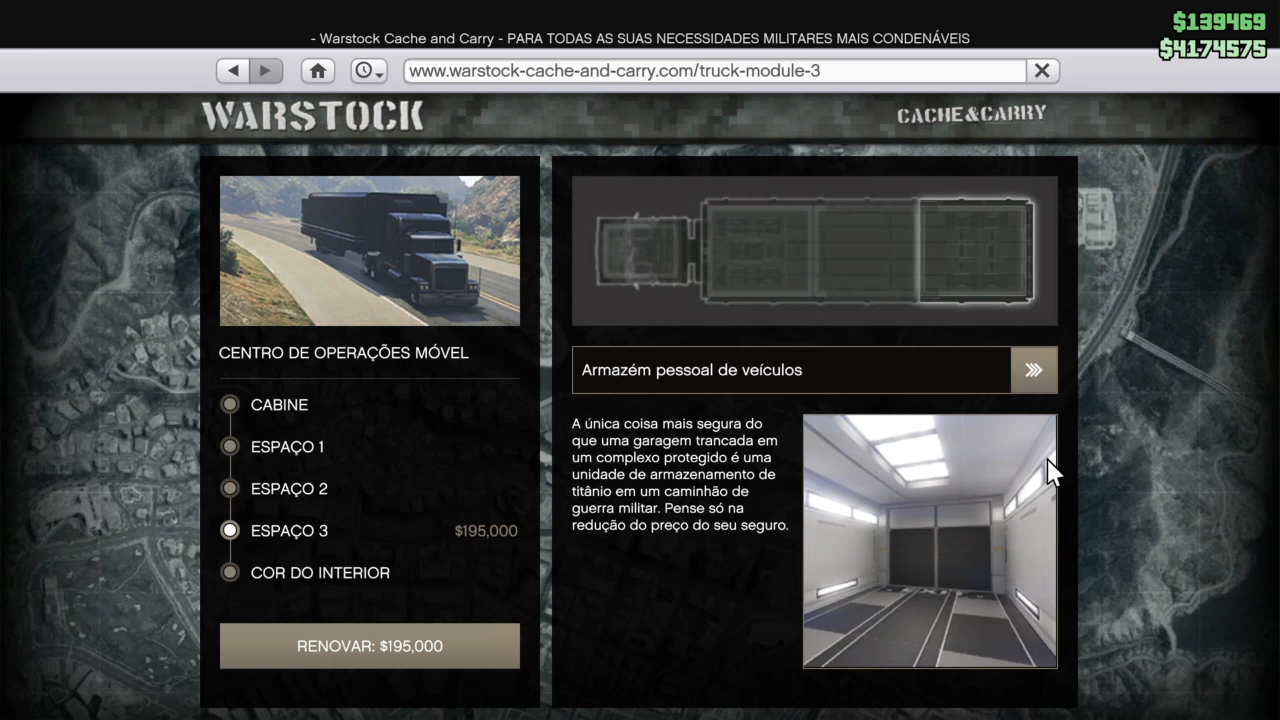 $139469
- Warstock Cache and Carry - PARA TODAS AS SUAS NECESSIDADES MILITARES MAIS CONDENÁVEIS
$4174575
www.warstock-cache-and-carry.com/truck-module-3
WARSTOCK
CACHE&CARRY
CENTRO DE OPERAÇÕES MÓVEL
CABINE
ESPAÇO 1
ESPAÇO 2
ESPAÇO 3 $195,000
COR DO INTERIOR
RENOVAR: $195,000
Armazém pessoal de veículos
A única coisa mais segura do
que uma garagem trancada em
um complexo protegido é uma
unidade de armazenamento de
titânio em um caminhão de
guerra militar. Pense só na
redução do preço do seu seguro.